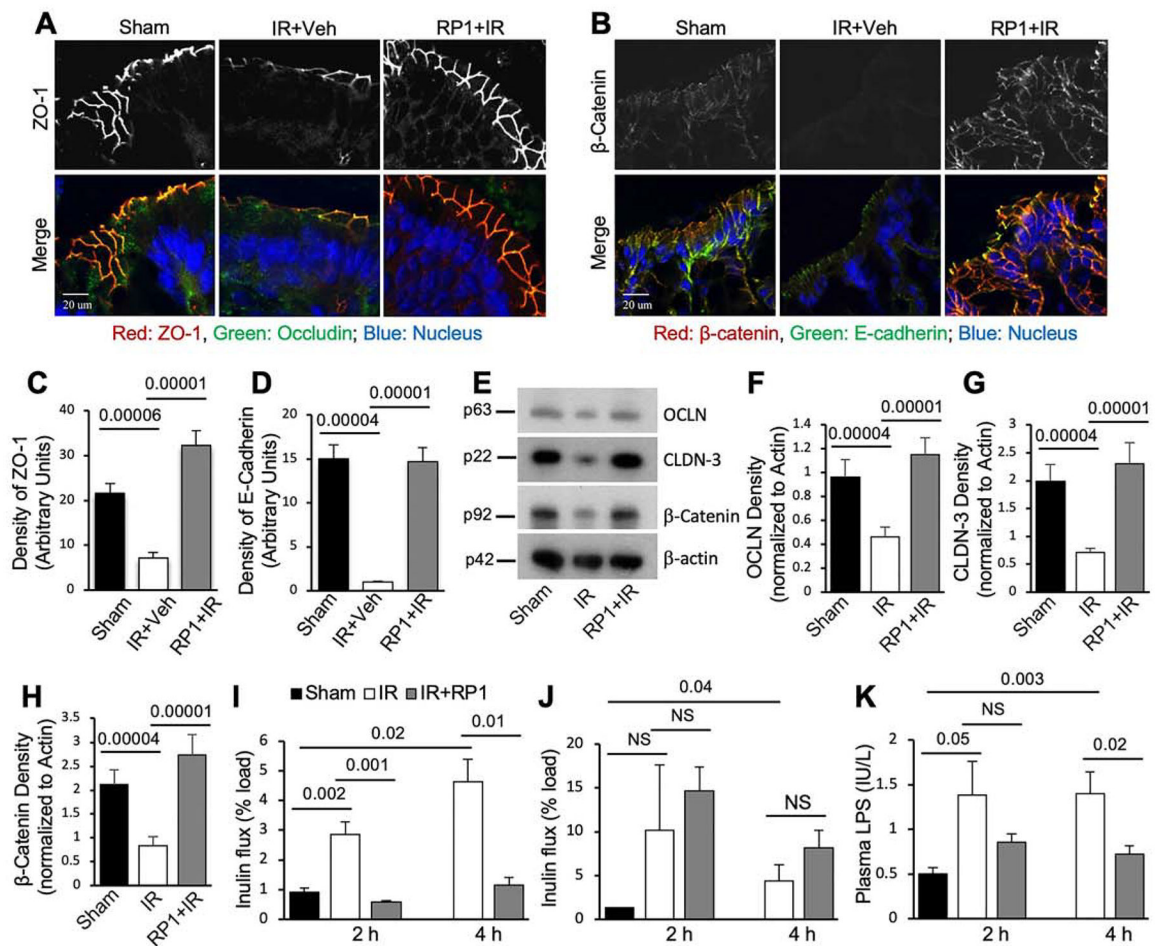 A
Sham
IR+Veh
RP1+IR
ZO-1
Merge
20 um
Red: ZO-1, Green: Occludin; Blue: Nucleus
B
Sham
IR+Veh
RP1+IR
β-Catenin
Merge
20 um
Red: β-catenin, Green: E-cadherin; Blue: Nucleus
C
0.00001
0.00006
Density of ZO-1
(Arbitrary Units)
40
30
20
10
0
Sham
IR+Veh
RP1+IR
D
0.00001
0.00004
Density of E-Cadherin
(Arbitrary Units)
20
15
10
5
0
Sham
IR+Veh
RP1+IR
E
p63
OCLN
p22
CLDN-3
p92
β-Catenin
p42
β-actin
Sham
IR
RP1+IR
F
0.00001
0.00004
OCLN Density
(normalized to Actin)
1.4
1.2
1
0.8
0.6
0.4
0.2
0
Sham
IR
RP1+IR
G
0.00001
0.00004
CLDN-3 Density
(normalized to Actin)
3
2.5
2
1.5
1
0.5
0
Sham
IR
RP1+IR
H
0.00001
0.00004
β-Catenin Density
(normalized to Actin)
3.5
3
2.5
2
1.5
1
0.5
0
Sham
IR
RP1+IR
Sham IR IR+RP1
I
0.02
0.01
0.001
0.002
Inulin flux (% load)
6
5
4
3
2
1
0
2 h
4 h
J
0.04
NS
NS
NS
Inulin flux (% load)
20
15
10
5
0
2 h
4 h
K
0.003
NS
0.05
0.02
Plasma LPS (IU/L)
2
1.5
1
0.5
0
2 h
4 h